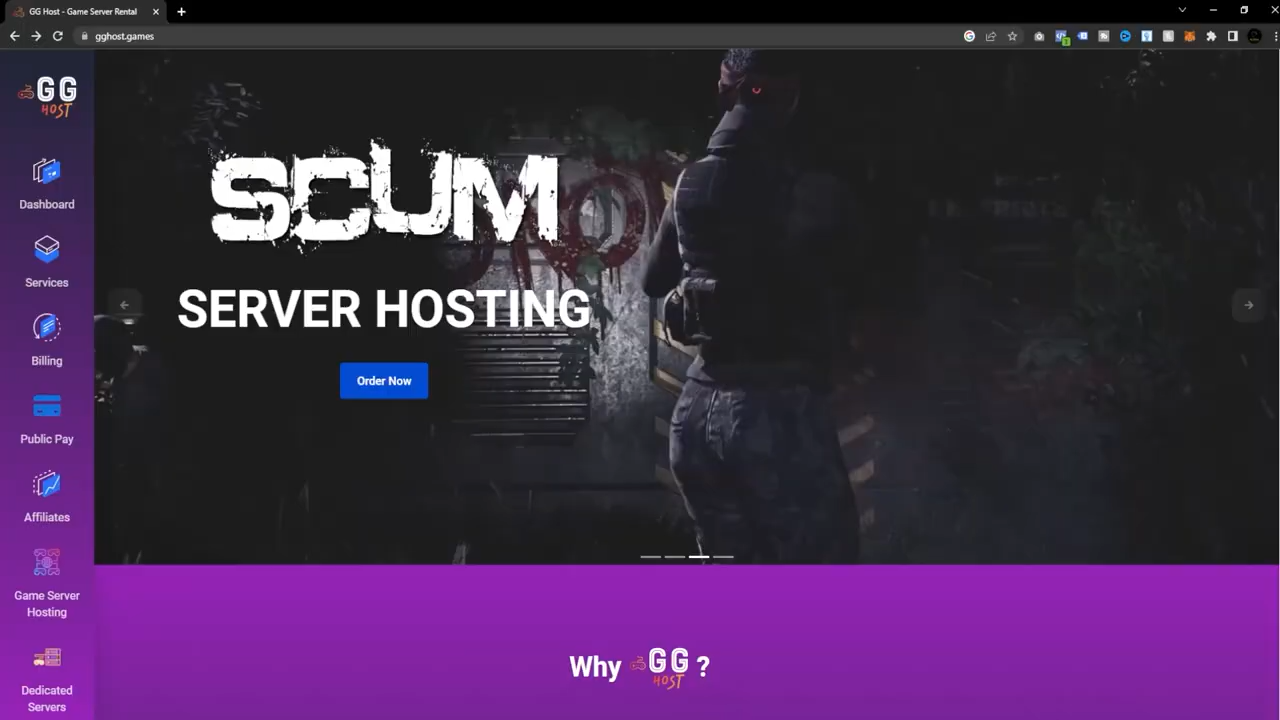 GG Host - Game Server Rental
gghost.games
GG
HOST
Dashboard
Services
Billing
Public Pay
Affiliates
Game Server
Hosting
Dedicated
Servers
SCUM
SERVER HOSTING
Order Now
Why GG HOST ?